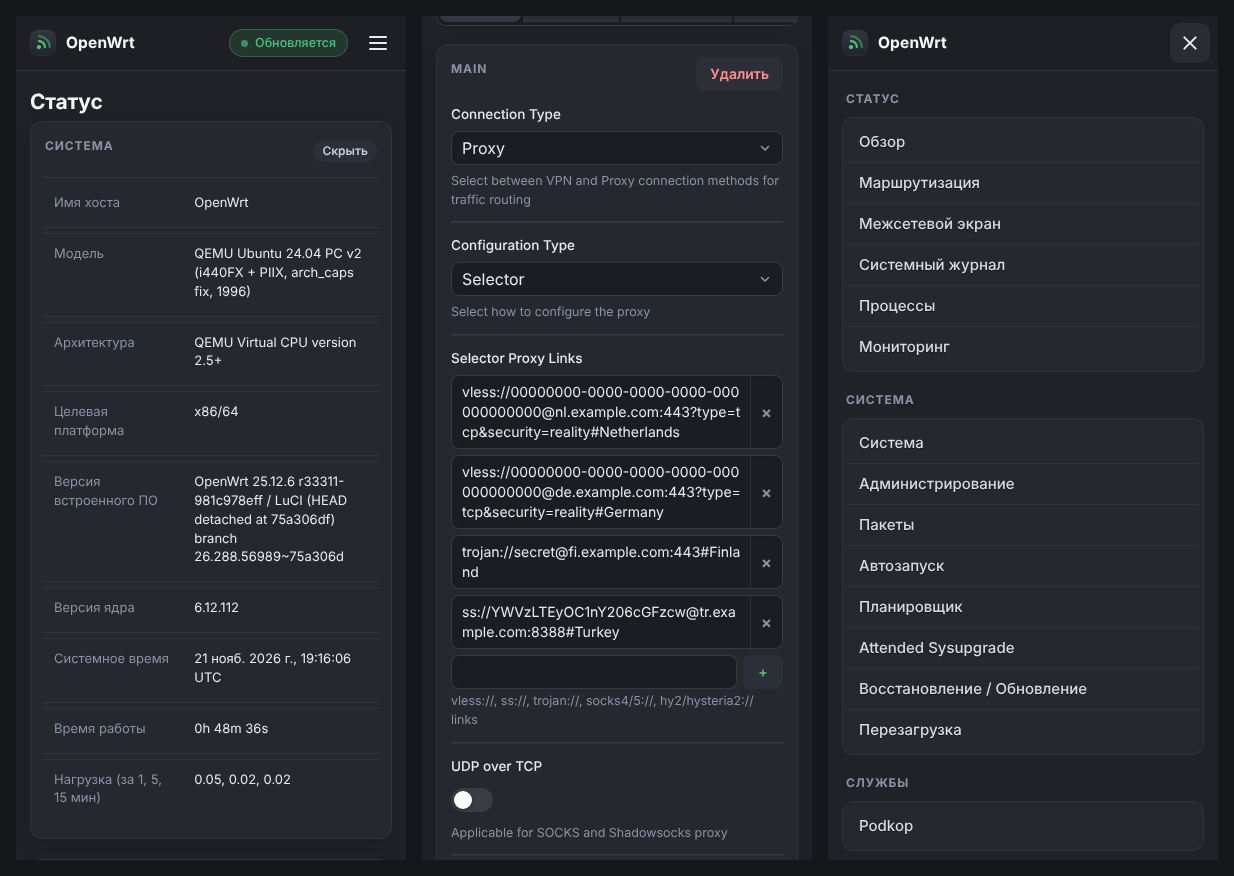 OpenWrt
Обновляется
Статус
СИСТЕМА
Скрыть
Имя хоста
OpenWrt
Модель
QEMU Ubuntu 24.04 PC v2
(i440FX + PIIX, arch_caps
fix, 1996)
Архитектура
QEMU Virtual CPU version
2.5+
Целевая
платформа
x86/64
Версия
встроенного ПО
OpenWrt 25.12.6 r33311-
981c978eff / LuCI (HEAD
detached at 75a306df)
branch
26.288.56989~75a306d
Версия ядра
6.12.112
Системное время
21 нояб. 2026 г., 19:16:06
UTC
Время работы
0h 48m 36s
Нагрузка (за 1, 5,
15 мин)
0.05, 0.02, 0.02
MAIN
Удалить
Connection Type
Proxy
Select between VPN and Proxy connection methods for
traffic routing
Configuration Type
Selector
Select how to configure the proxy
Selector Proxy Links
vless://00000000-0000-0000-0000-000
000000000@nl.example.com:443?type=t
cp&security=reality#Netherlands
×
vless://00000000-0000-0000-0000-000
000000000@de.example.com:443?type=
tcp&security=reality#Germany
×
trojan://secret@fi.example.com:443#Finla
nd
×
ss://YWVzLTEyOC1nY206cGFzcw@tr.exa
mple.com:8388#Turkey
×
+
vless://, ss://, trojan://, socks4/5://, hy2/hysteria2://
links
UDP over TCP
Applicable for SOCKS and Shadowsocks proxy
OpenWrt
СТАТУС
Обзор
Маршрутизация
Межсетевой экран
Системный журнал
Процессы
Мониторинг
СИСТЕМА
Система
Администрирование
Пакеты
Автозапуск
Планировщик
Attended Sysupgrade
Восстановление / Обновление
Перезагрузка
СЛУЖБЫ
Podkop